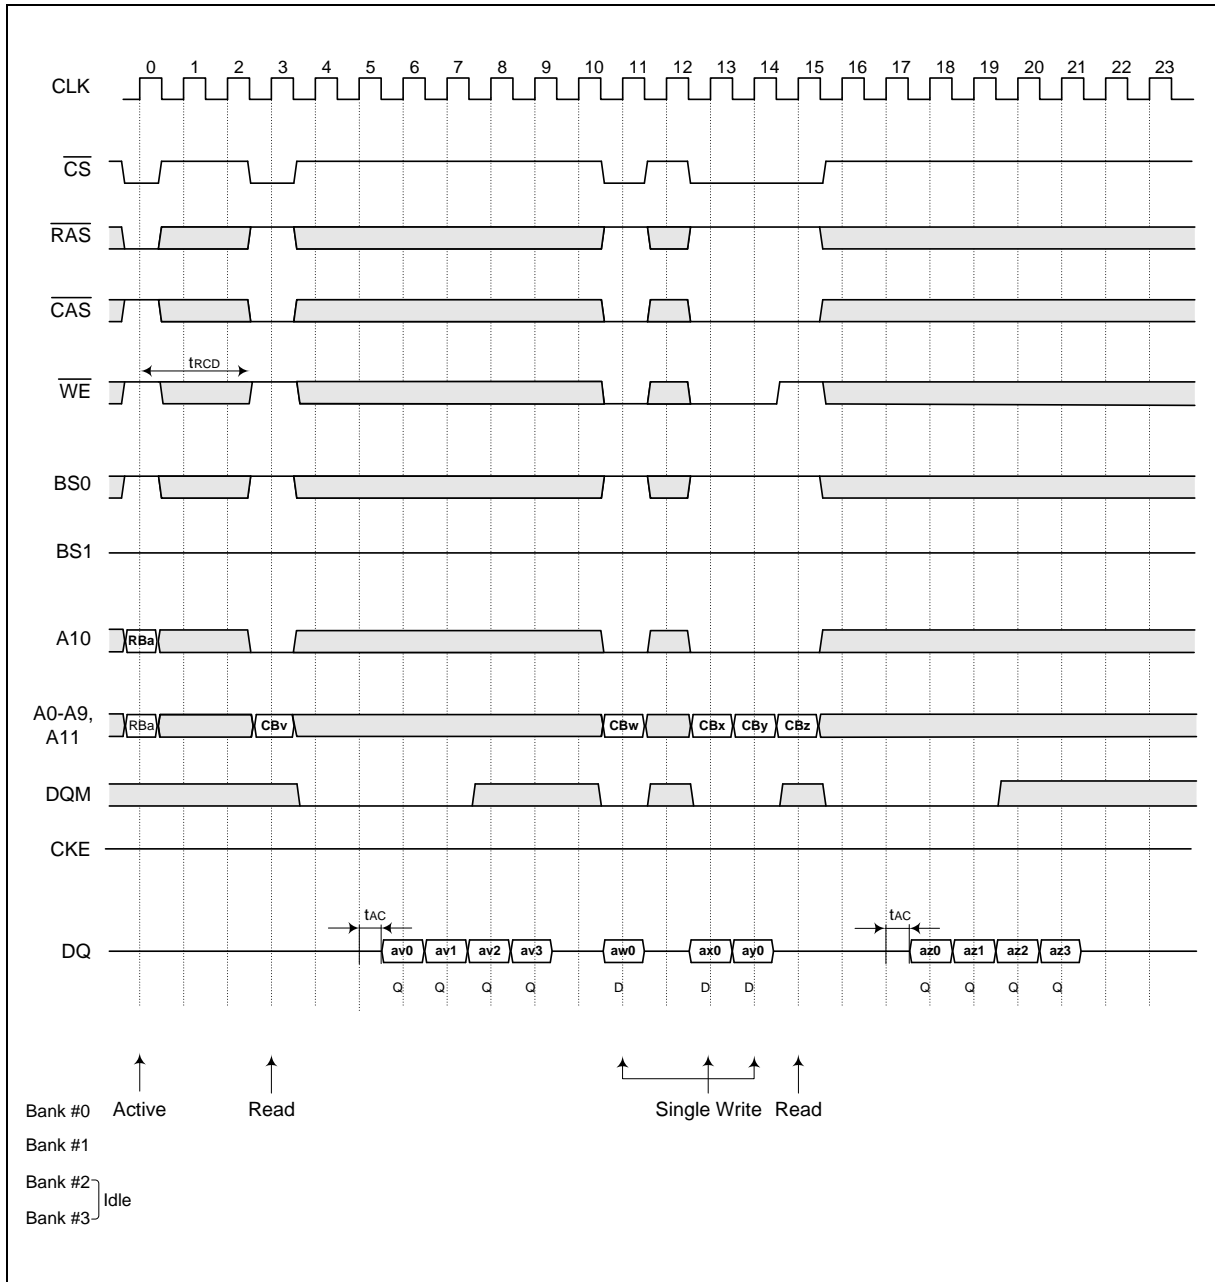 0 1 2 3 4 5 6 7 8 9 10 11 12 13 14 15 16 17 18 19 20 21 22 23
CLK
CS
RAS
CAS
tRCD
WE
BS0
BS1
A10 RBa
A0-A9,
A11
RBa CBv CBw CBx CBy CBz
DQM
CKE
tAC tAC
DQ av0 av1 av2 av3 aw0 ax0 ay0 az0 az1 az2 az3
Q Q Q Q D D D Q Q Q Q
Bank #0 Active Read Single Write Read
Bank #1
Bank #2
Idle
Bank #3